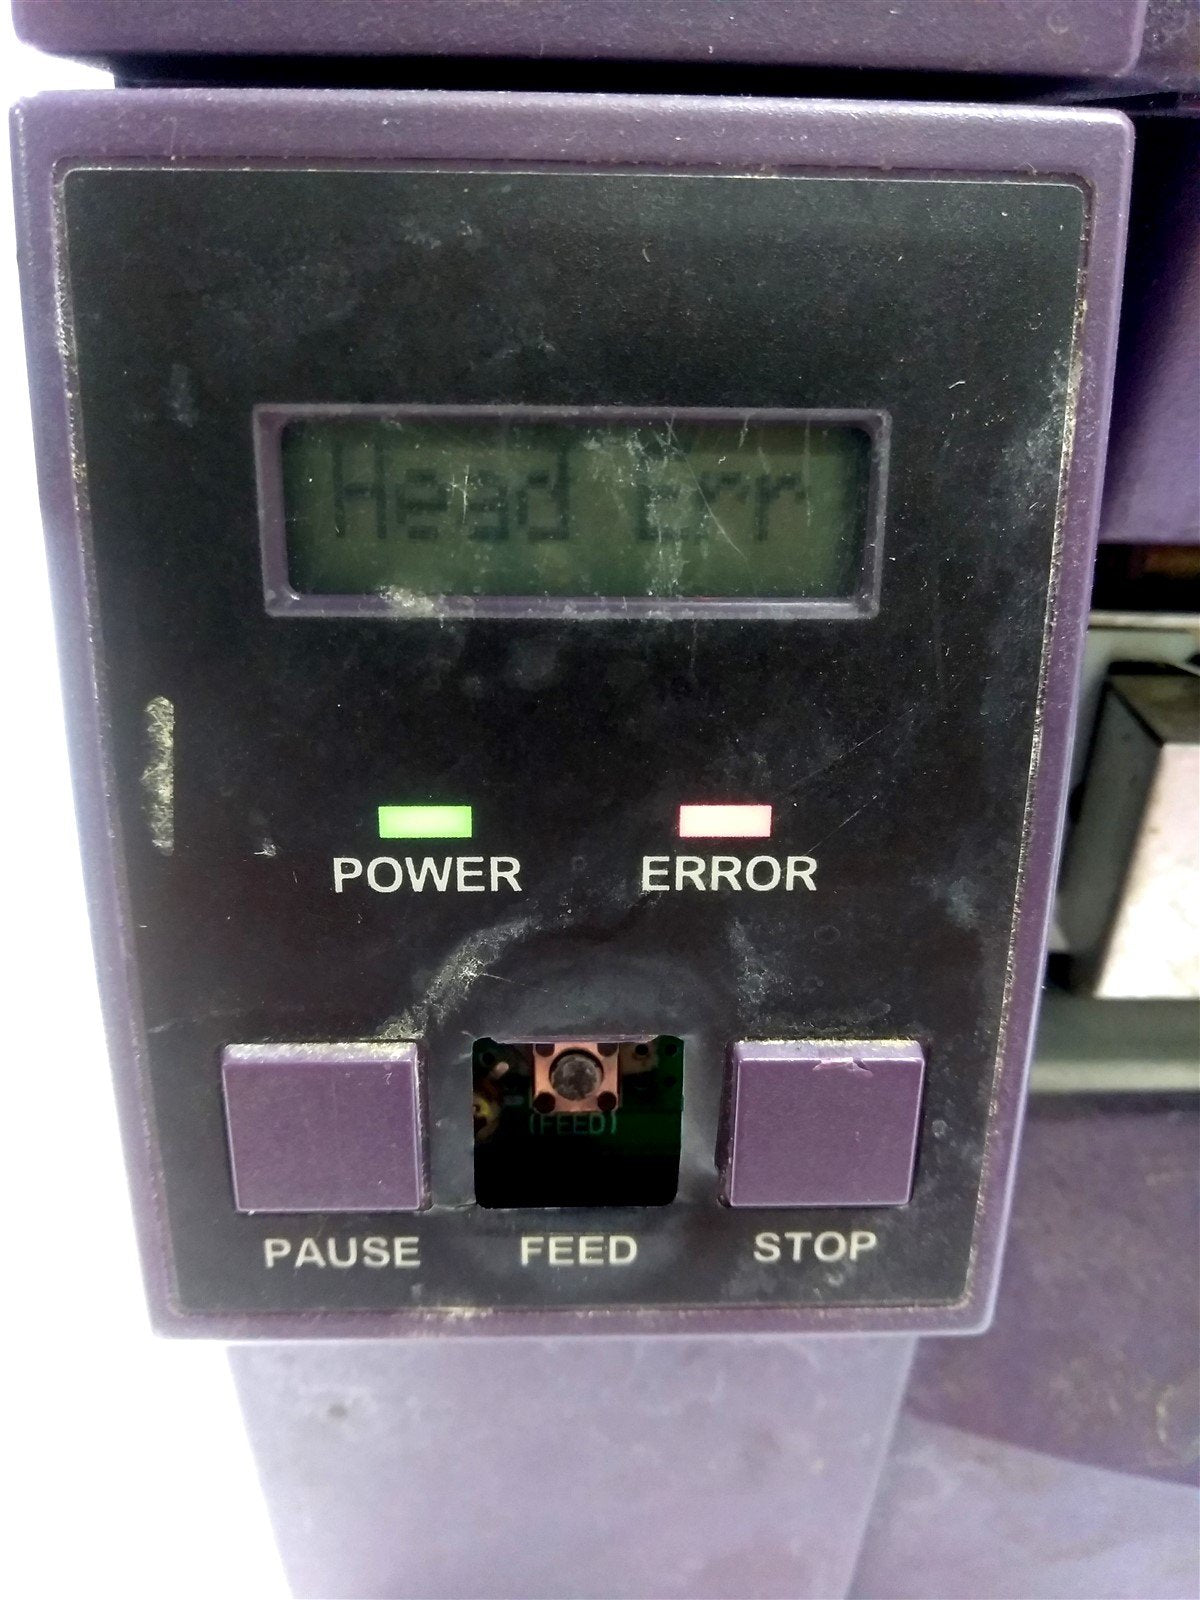 Head Err
POWER ERROR
(FEED)
PAUSE FEED STOP